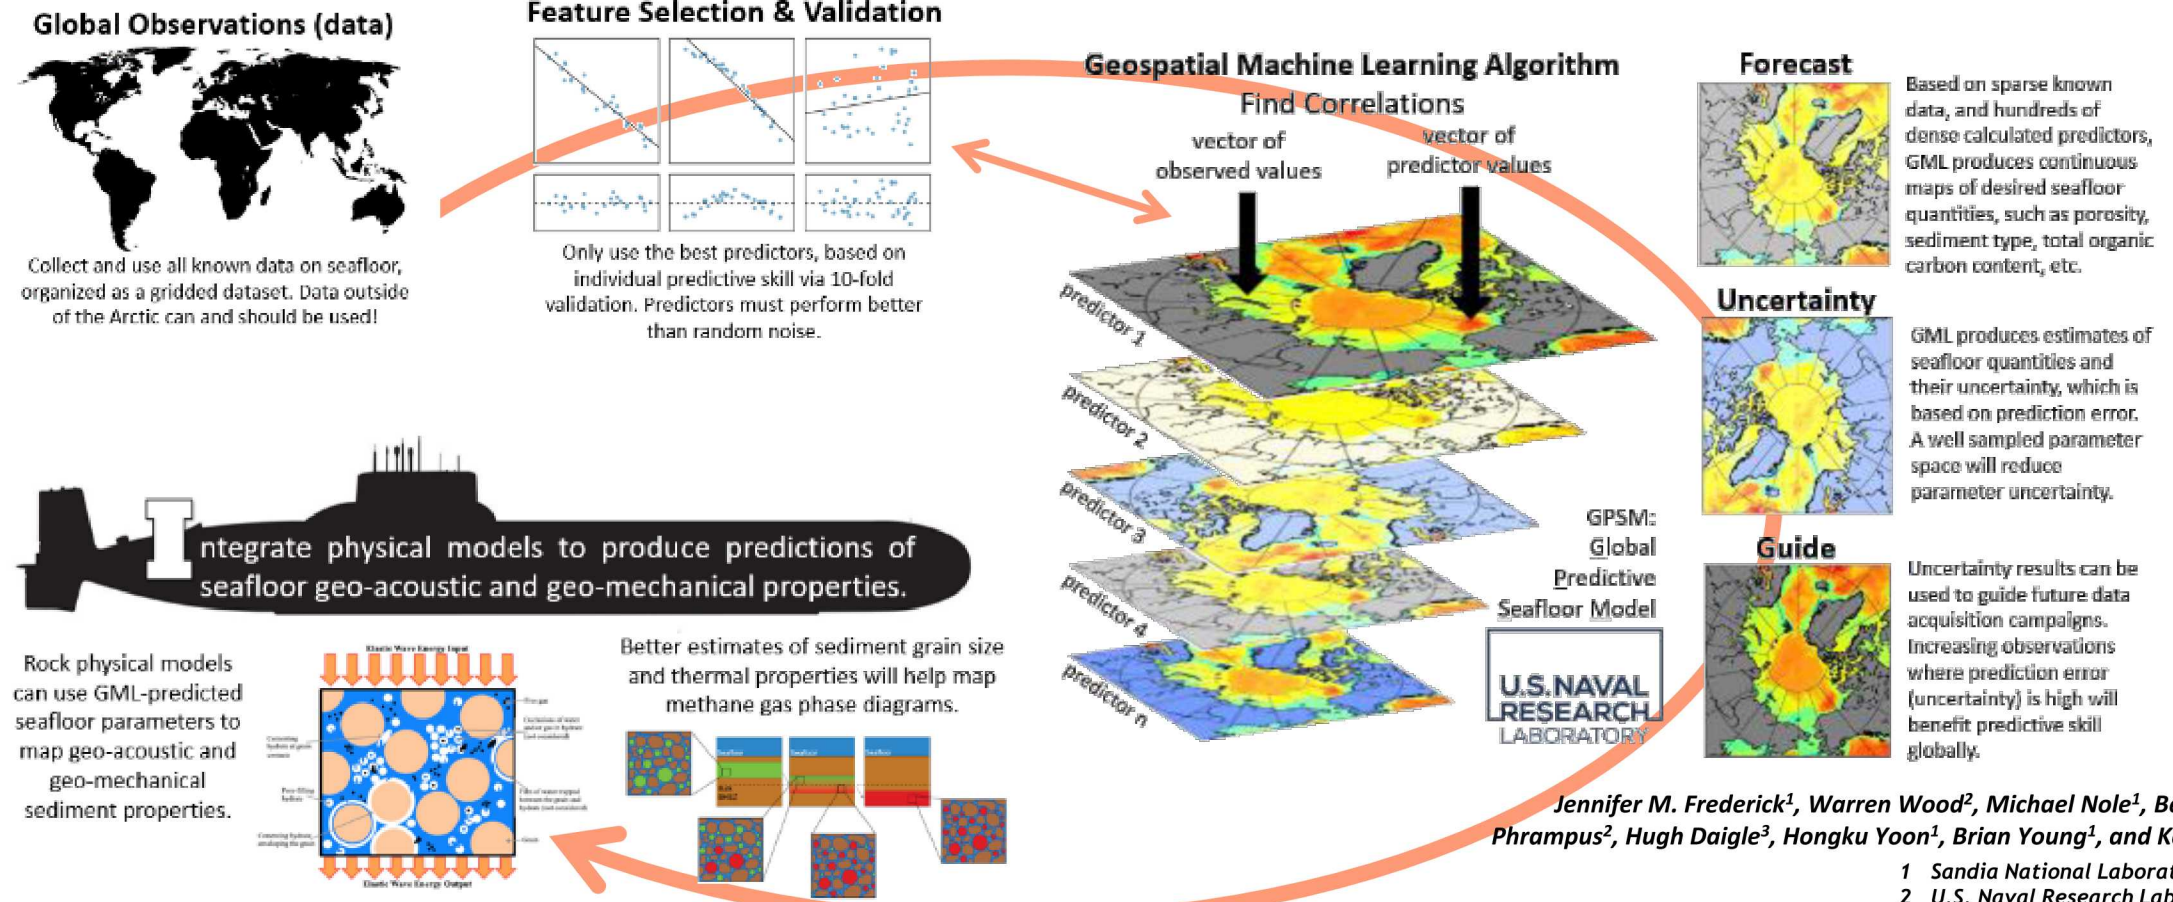 Global Observations (data)
Collect and use all known data on seafloor,
organized as a gridded dataset. Data outside
of the Arctic can and should be used!
Feature Selection & Validation
Only use the best predictors, based on
individual predictive skill via 10-fold
validation. Predictors must perform better
than random noise.
Geospatial Machine Learning Algorithm
Find Correlations
vector of
observed values
vector of
predictor values
predictor 1
predictor 2
predictor 3
predictor 4
predictor n
GPSM:
Global
Predictive
Seafloor Model
U.S. NAVAL
RESEARCH
LABORATORY
Forecast
Based on sparse known
data, and hundreds of
dense calculated predictors,
GML produces continuous
maps of desired seafloor
quantities, such as porosity,
sediment type, total organic
carbon content, etc.
Uncertainty
GML produces estimates of
seafloor quantities and
their uncertainty, which is
based on prediction error.
A well sampled parameter
space will reduce
parameter uncertainty.
Guide
Uncertainty results can be
used to guide future data
acquisition campaigns.
Increasing observations
where prediction error
(uncertainty) is high will
benefit predictive skill
globally.
Integrate physical models to produce predictions of
seafloor geo-acoustic and geo-mechanical properties.
Rock physical models
can use GML-predicted
seafloor parameters to
map geo-acoustic and
geo-mechanical
sediment properties.
Elastic Wave Energy Input
Elastic Wave Energy Output
Grain
Better estimates of sediment grain size
and thermal properties will help map
methane gas phase diagrams.
Seafloor
Seafloor
Seafloor
Jennifer M. Frederick¹, Warren Wood², Michael Nole¹, Be
Phrampus², Hugh Daigle³, Hongku Yoon¹, Brian Young¹, and K
1 Sandia National Laborat
2 U.S. Naval Research Lab